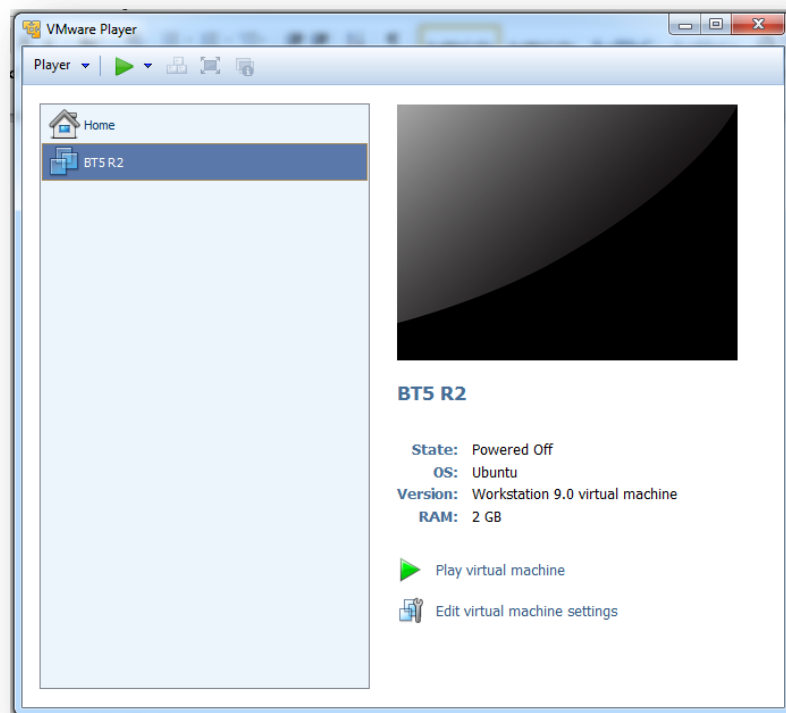 VMware Player
Player
Home
BT5 R2
BT5 R2
State: Powered Off
OS: Ubuntu
Version: Workstation 9.0 virtual machine
RAM: 2 GB
Play virtual machine
Edit virtual machine settings